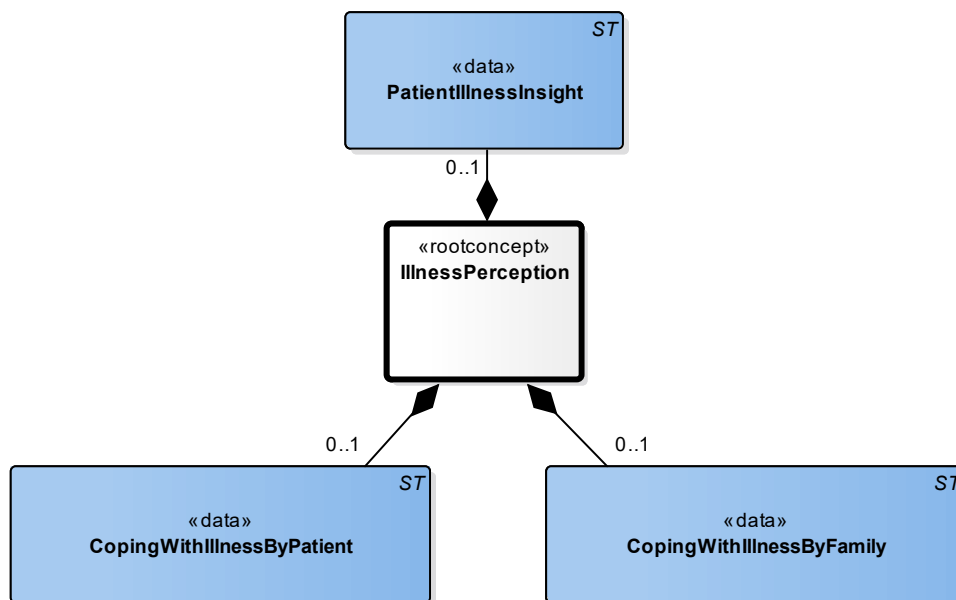 ST
«data»
PatientIllnessInsight
0..1
«rootconcept»
IllnessPerception
0..1
0..1
ST
«data»
CopingWithIllnessByPatient
ST
«data»
CopingWithIllnessByFamily